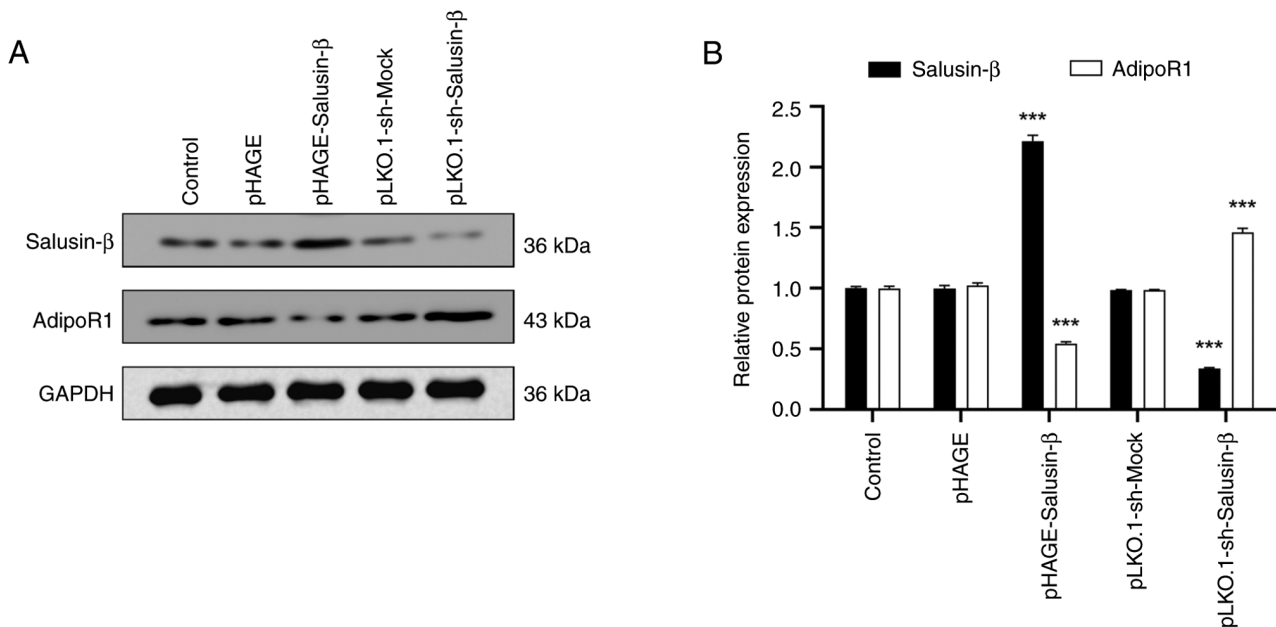 A
Control
pHAGE
pHAGE-Salusin-β
pLKO.1-sh-Mock
pLKO.1-sh-Salusin-β
Salusin-β
36 kDa
AdipoR1
43 kDa
GAPDH
36 kDa
B
Salusin-β
AdipoR1
Relative protein expression
2.5
2.0
1.5
1.0
0.5
0.0
***
***
***
***
Control
pHAGE
pHAGE-Salusin-β
pLKO.1-sh-Mock
pLKO.1-sh-Salusin-β